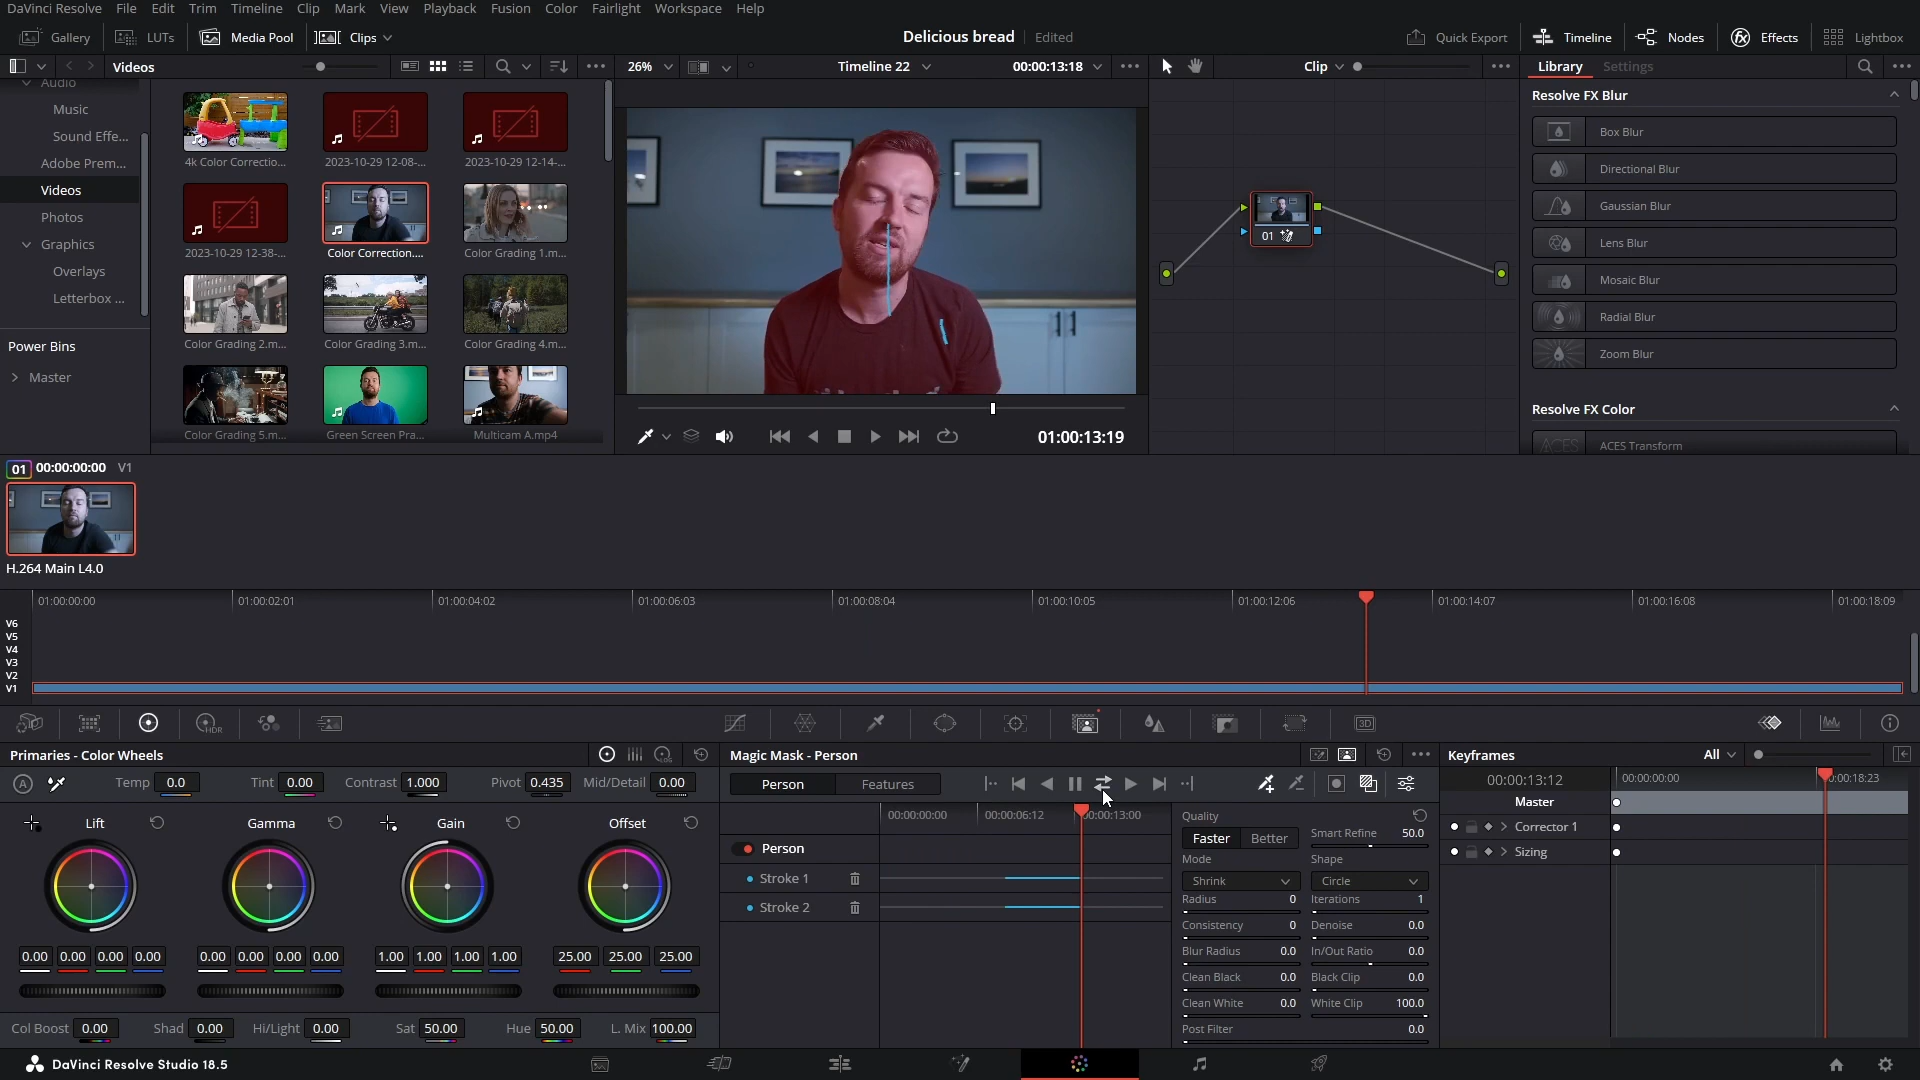 DaVinci Resolve File Edit Trim Timeline Clip Mark View Playback Fusion Color Fairlight Workspace Help
Gallery LUTs Media Pool Clips Delicious bread Edited Quick Export Timeline Nodes Effects Lightbox
Videos 26% Timeline 22 00:00:13:18 Clip Library Settings
Audio
Music
Sound Effe...
Adobe Prem...
Videos
Photos
Graphics
Overlays
Letterbox ...
Power Bins
Master
4k Color Correctio... 2023-10-29 12-08-... 2023-10-29 12-14-...
2023-10-29 12-38-... Color Correction.... Color Grading 1.m...
Color Grading 2.m... Color Grading 3.m... Color Grading 4.m...
Color Grading 5.m... Green Screen Pra... Multicam A.mp4
01:00:13:19
01
Resolve FX Blur
Box Blur
Directional Blur
Gaussian Blur
Lens Blur
Mosaic Blur
Radial Blur
Zoom Blur
Resolve FX Color
ACES Transform
01 00:00:00:00 V1
H.264 Main L4.0
01:00:00:00 01:00:02:01 01:00:04:02 01:00:06:03 01:00:08:04 01:00:10:05 01:00:12:06 01:00:14:07 01:00:16:08 01:00:18:09
V6
V5
V4
V3
V2
V1
HDR 3D
Primaries - Color Wheels
A Temp 0.0 Tint 0.00 Contrast 1.000 Pivot 0.435 Mid/Detail 0.00
Lift Gamma Gain Offset
0.00 0.00 0.00 0.00 0.00 0.00 0.00 0.00 1.00 1.00 1.00 1.00 25.00 25.00 25.00
Col Boost 0.00 Shad 0.00 Hi/Light 0.00 Sat 50.00 Hue 50.00 L. Mix 100.00
Magic Mask - Person
Person Features
00:00:00:00 00:00:06:12 00:00:13:00
Person
Stroke 1
Stroke 2
Quality
Faster Better Smart Refine 50.0
Mode Shape
Shrink Circle
Radius 0 Iterations 1
Consistency 0 Denoise 0.0
Blur Radius 0.0 In/Out Ratio 0.0
Clean Black 0.0 Black Clip 0.0
Clean White 0.0 White Clip 100.0
Post Filter 0.0
Keyframes All
00:00:13:12 00:00:00:00 00:00:18:23
Master
Corrector 1
Sizing
DaVinci Resolve Studio 18.5